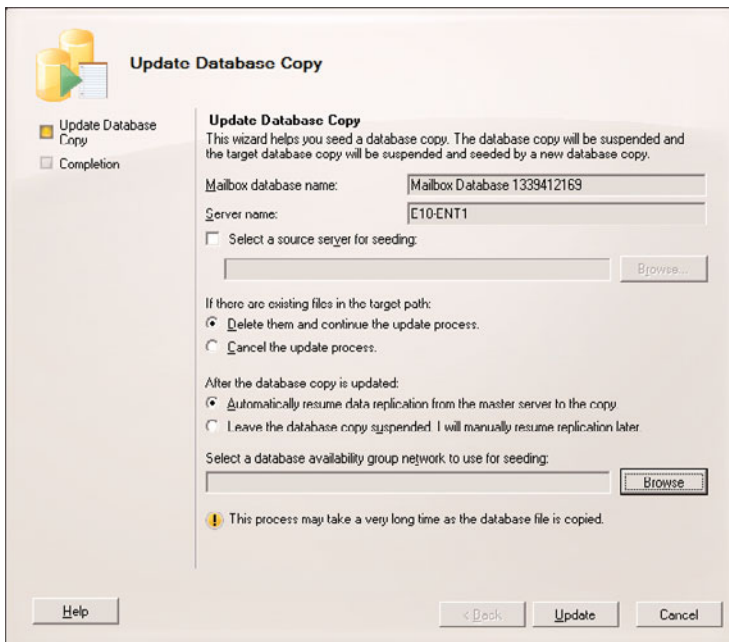 Update Database Copy
Update Database
Copy
Completion
Update Database Copy
This wizard helps you seed a database copy. The database copy will be suspended and
the target database copy will be suspended and seeded by a new database copy.
Mailbox database name:
Mailbox Database 1339412169
Server name:
E10-ENT1
Select a source server for seeding:
Browse...
If there are existing files in the target path:
Delete them and continue the update process.
Cancel the update process.
After the database copy is updated:
Automatically resume data replication from the master server to the copy.
Leave the database copy suspended. I will manually resume replication later.
Select a database availability group network to use for seeding:
Browse
This process may take a very long time as the database file is copied.
Help
< Back
Update
Cancel